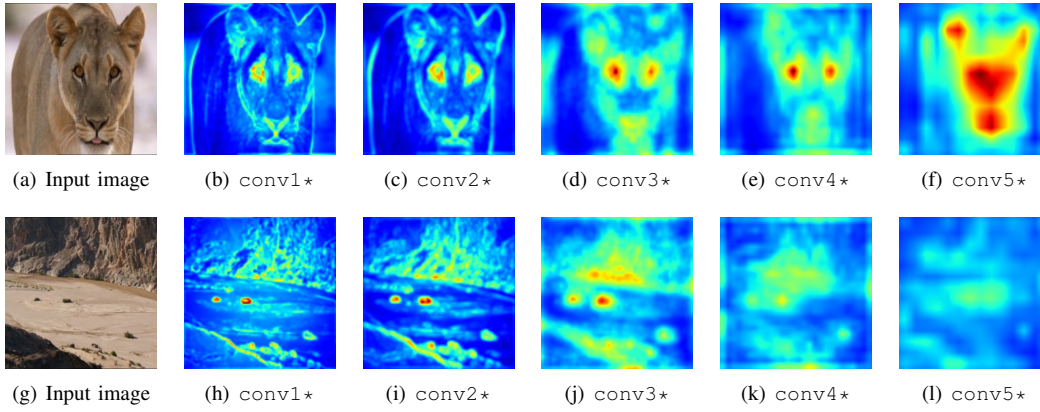 (a) Input image (b) conv1* (c) conv2* (d) conv3* (e) conv4* (f) conv5*
(g) Input image (h) conv1* (i) conv2* (j) conv3* (k) conv4* (l) conv5*